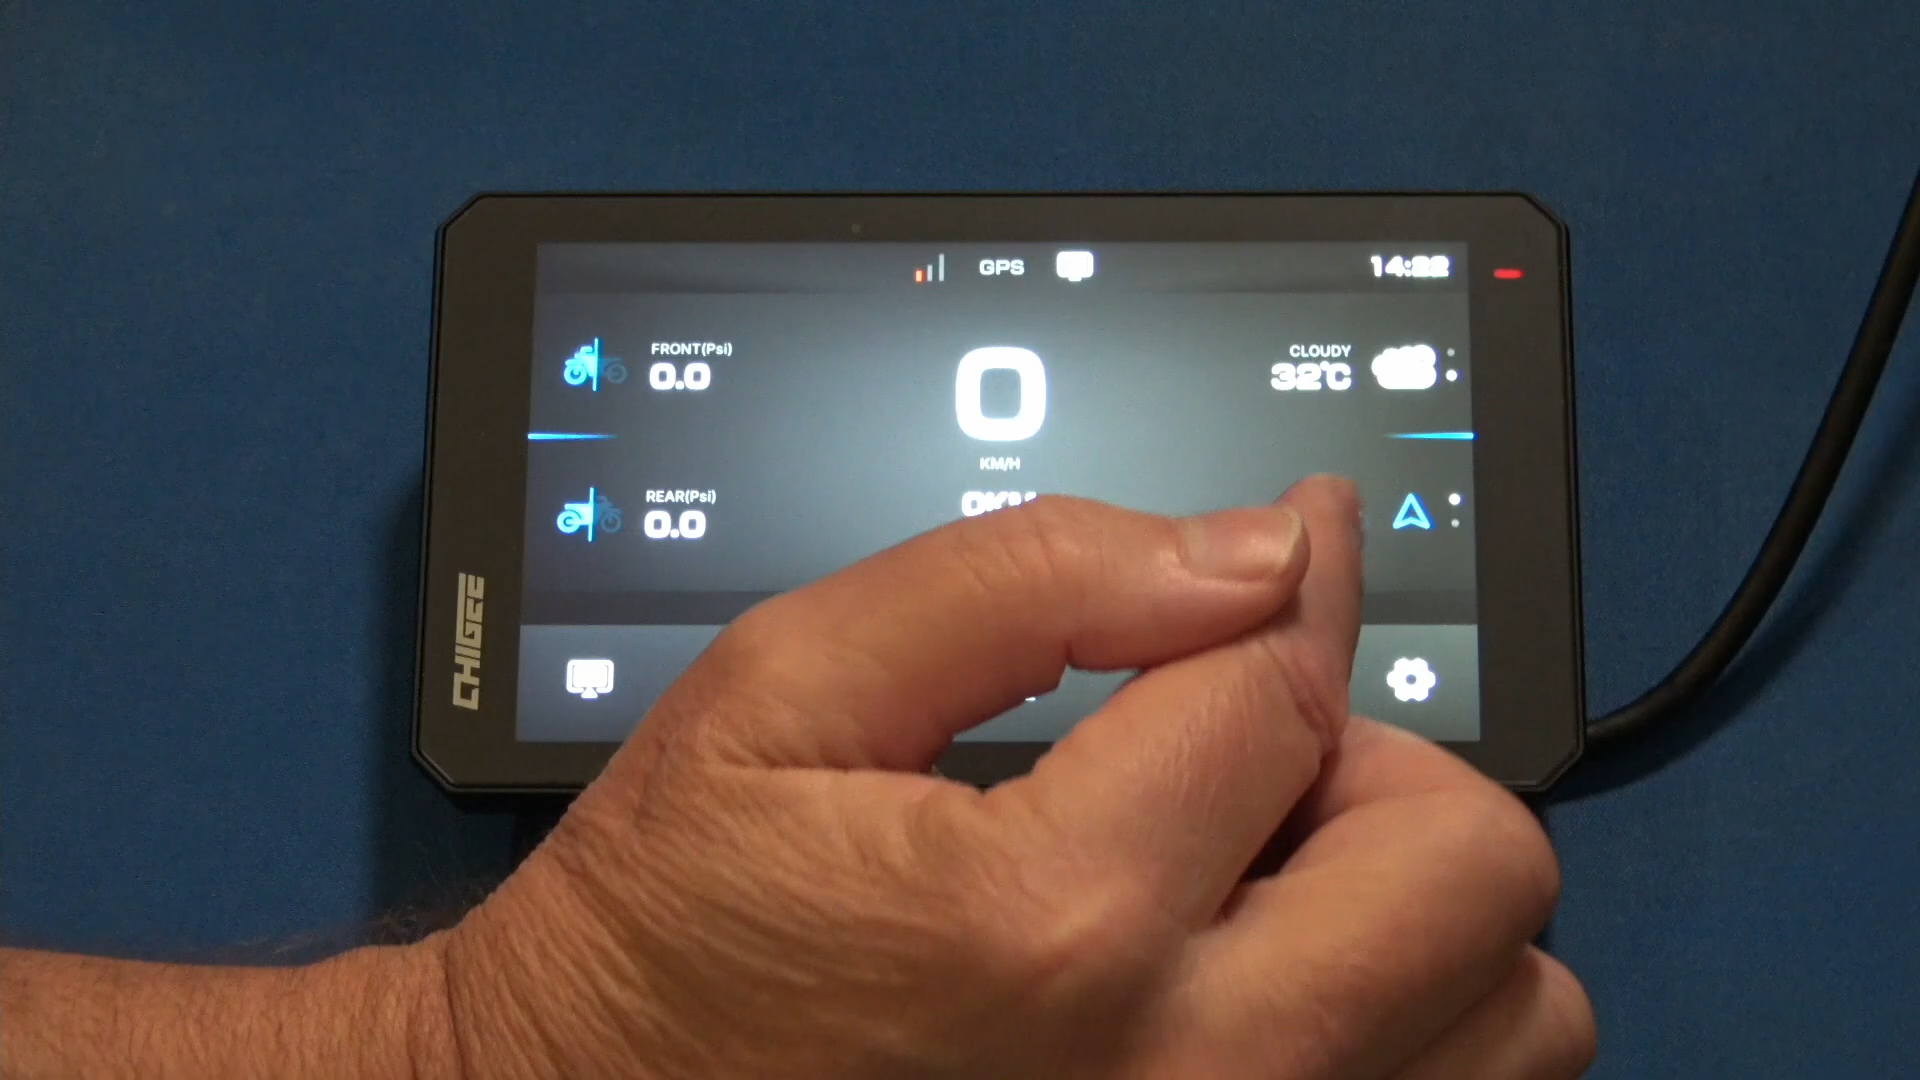 GPS
14:22
FRONT(Psi)
0.0
0
KM/H
CLOUDY
32°C
REAR(Psi)
0.0
CHIGEE